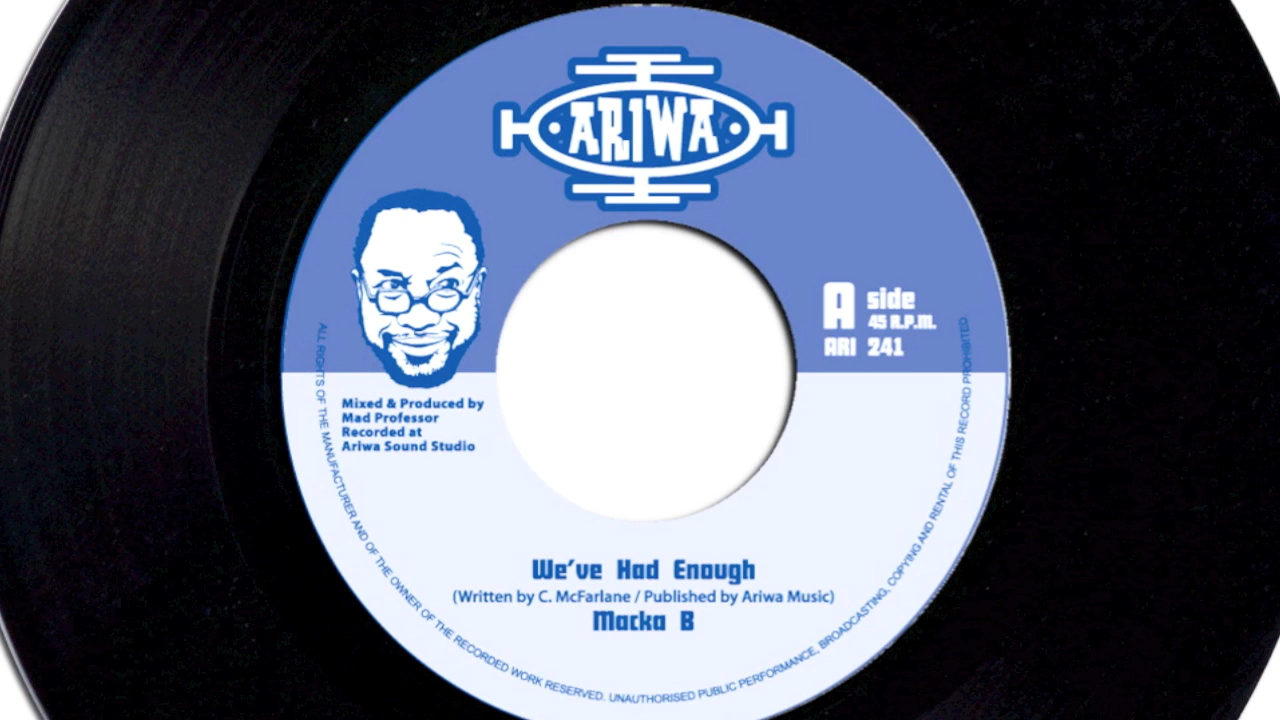 ARIWA
A side
45 R.P.M.
ARI 241
Mixed & Produced by
Mad Professor
Recorded at
Ariwa Sound Studio
We've Had Enough
(Written by C. McFarlane / Published by Ariwa Music)
Macka B
ALL RIGHTS OF THE MANUFACTURER AND OF THE OWNER OF THE RECORDED WORK RESERVED. UNAUTHORISED PUBLIC PERFORMANCE, BROADCASTING, COPYING AND RENTAL OF THIS RECORD PROHIBITED.